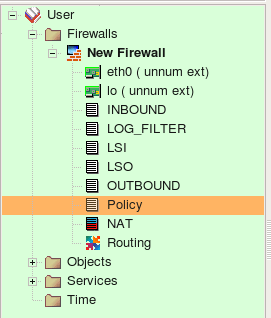 User
Firewalls
New Firewall
eth0 ( unnum ext)
lo ( unnum ext)
INBOUND
LOG_FILTER
LSI
LSO
OUTBOUND
Policy
NAT
Routing
Objects
Services
Time